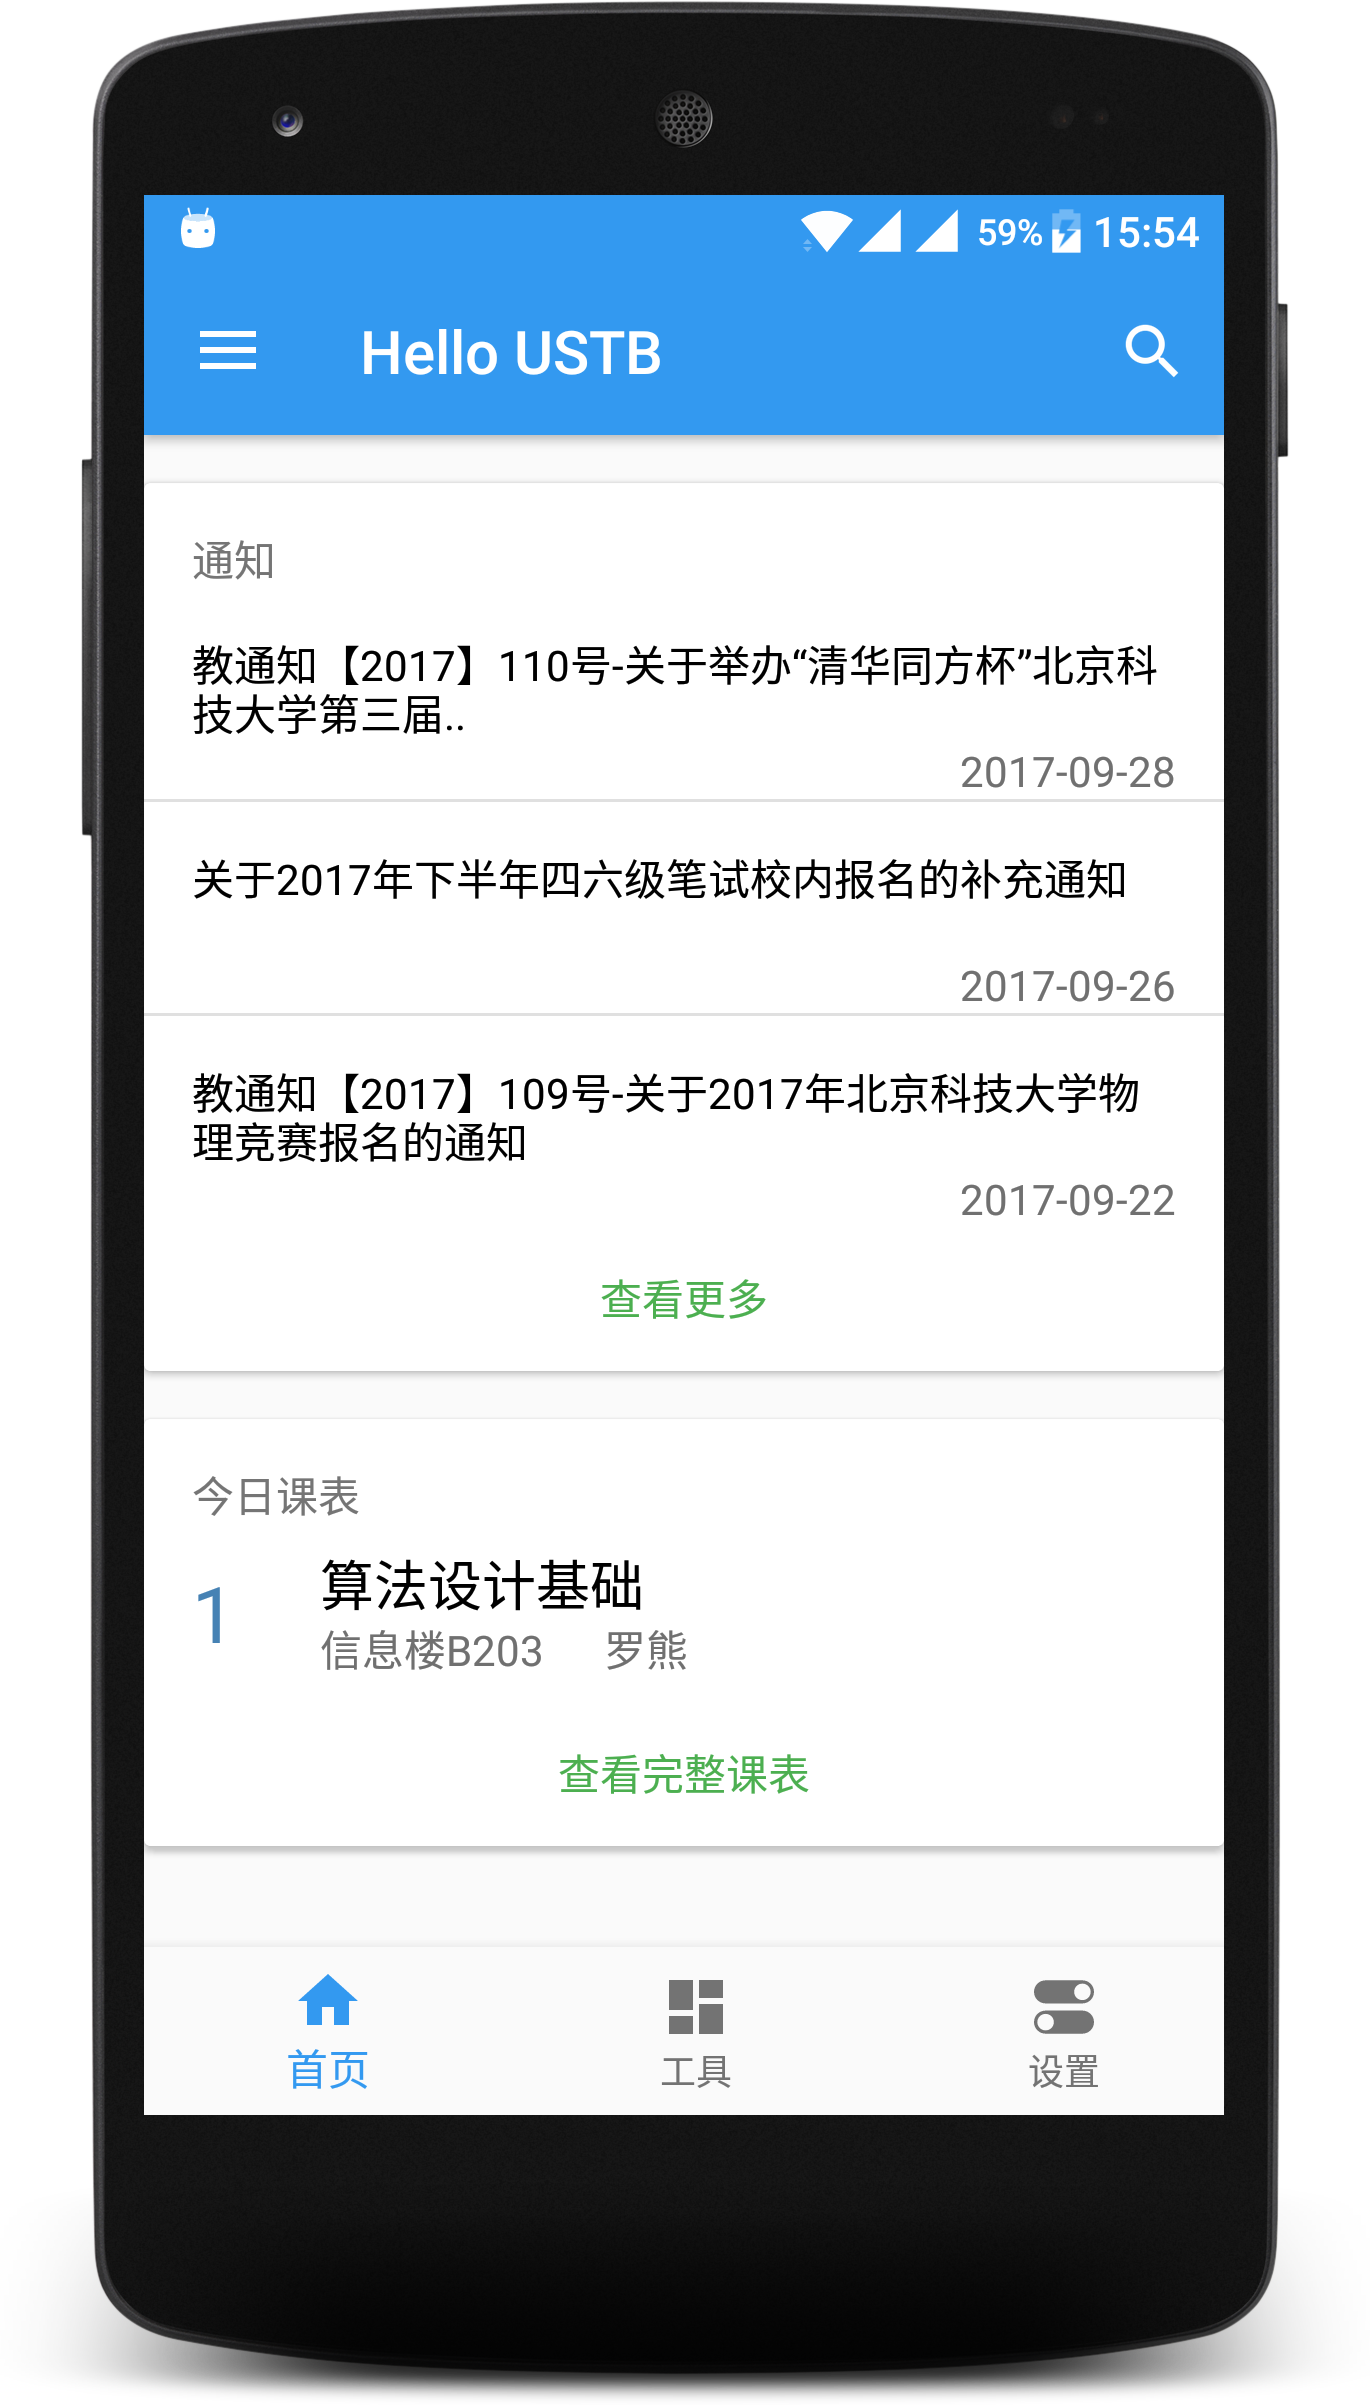 59% 15:54
Hello USTB
通知
教通知【2017】110号-关于举办“清华同方杯”北京科
技大学第三届..
2017-09-28
关于2017年下半年四六级笔试校内报名的补充通知
2017-09-26
教通知【2017】109号-关于2017年北京科技大学物
理竞赛报名的通知
2017-09-22
查看更多
今日课表
1 算法设计基础
信息楼B203 罗熊
查看完整课表
首页 工具 设置